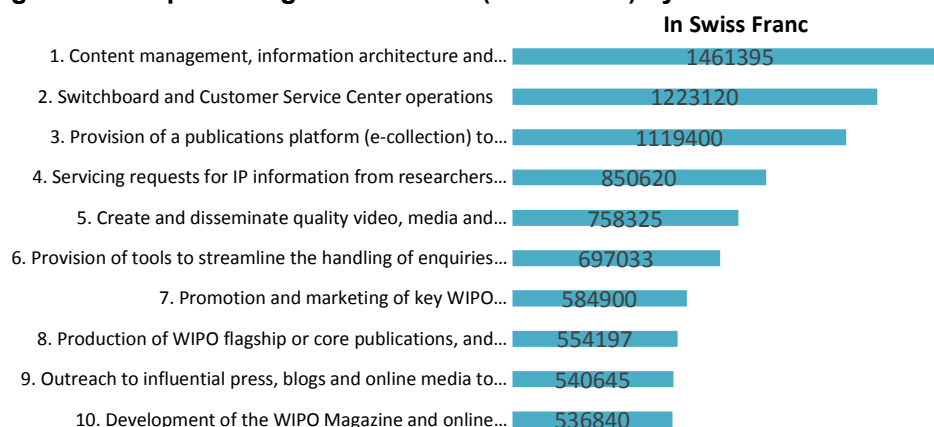 In Swiss Franc
1. Content management, information architecture and... 1461395
2. Switchboard and Customer Service Center operations 1223120
3. Provision of a publications platform (e-collection) to... 1119400
4. Servicing requests for IP information from researchers... 850620
5. Create and disseminate quality video, media and... 758325
6. Provision of tools to streamline the handling of enquiries... 697033
7. Promotion and marketing of key WIPO... 584900
8. Production of WIPO flagship or core publications, and... 554197
9. Outreach to influential press, blogs and online media to... 540645
10. Development of the WIPO Magazine and online... 536840